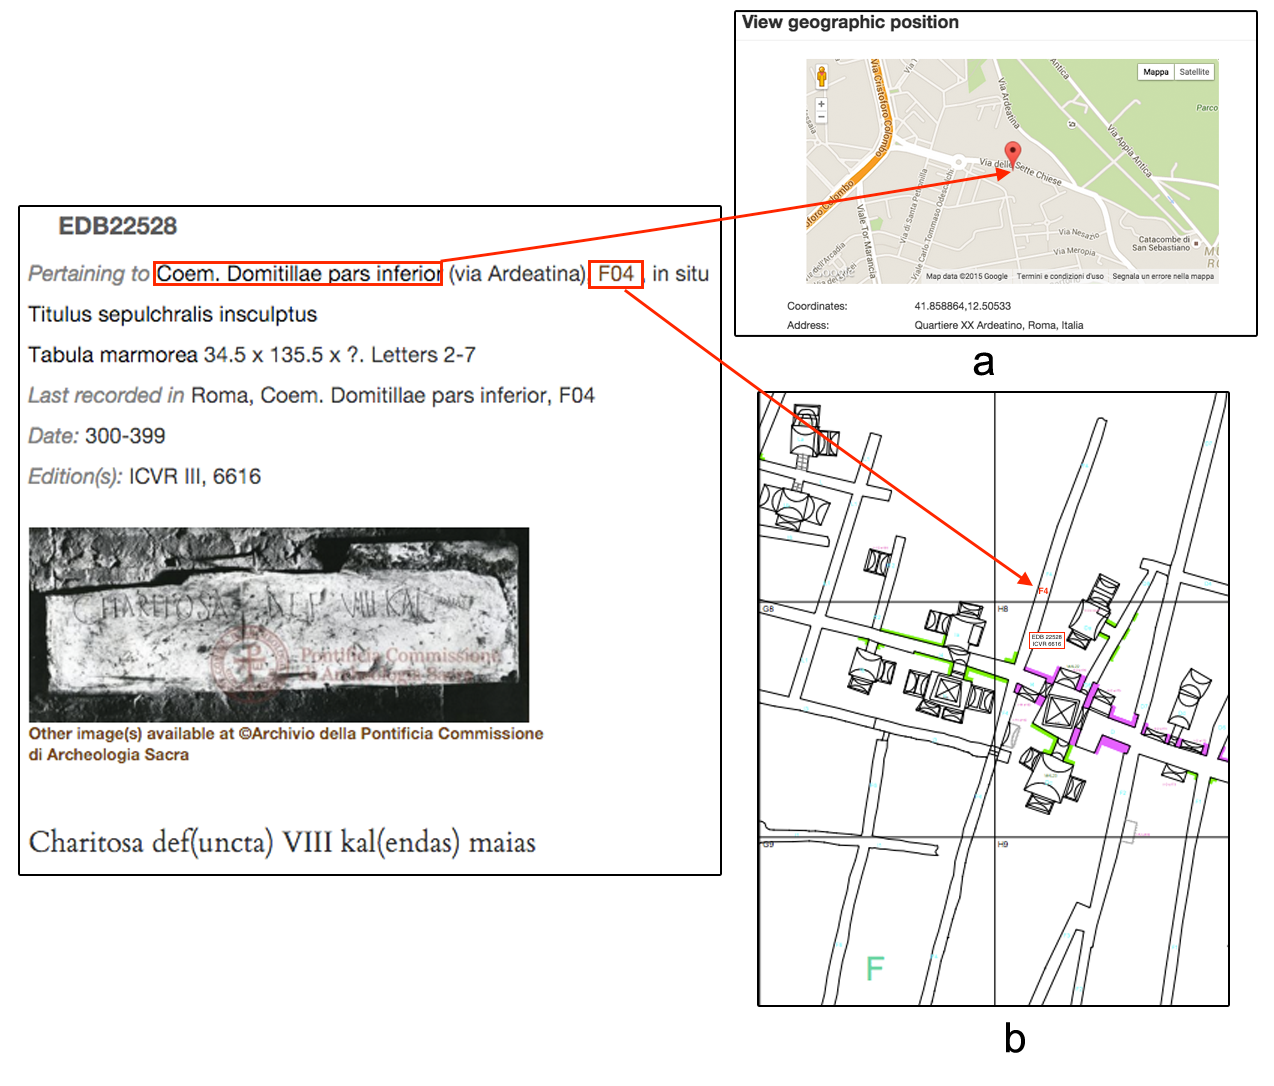 EDB22528
Pertaining to Coem. Domitillae pars inferior (via Ardeatina) F04, in situ
Titulus sepulchralis insculptus
Tabula marmorea 34.5 x 135.5 x ?. Letters 2-7
Last recorded in Roma, Coem. Domitillae pars inferior, F04
Date: 300-399
Edition(s): ICVR III, 6616
CHARITOSA DEF VIII KAL
Pontificia Commissione
di Archeologia Sacra
Other image(s) available at ©Archivio della Pontificia Commissione
di Archeologia Sacra
Charitosa def(uncta) VIII kal(endas) maias
View geographic position
Mappa
Satellite
Antica
Parco
Via Cristoforo Colombo
Via Ardeatina
Via Appia Antica
Via delle Sette Chiese
Colombo
Viale Tor Marancia
Via di Santa Petronilla
Viale Carlo Tommaso Odescalchi
Via Nesazio
Via Meropia
Catacombe di
San Sebastiano
Google
Map data ©2015 Google
Termini e condizioni d'uso
Segnala un errore nella mappa
Coordinates: 41.858864,12.50533
Address: Quartiere XX Ardeatino, Roma, Italia
a
F4
G8
H8
EDB 22528
ICVR 6616
G9
H9
F
b